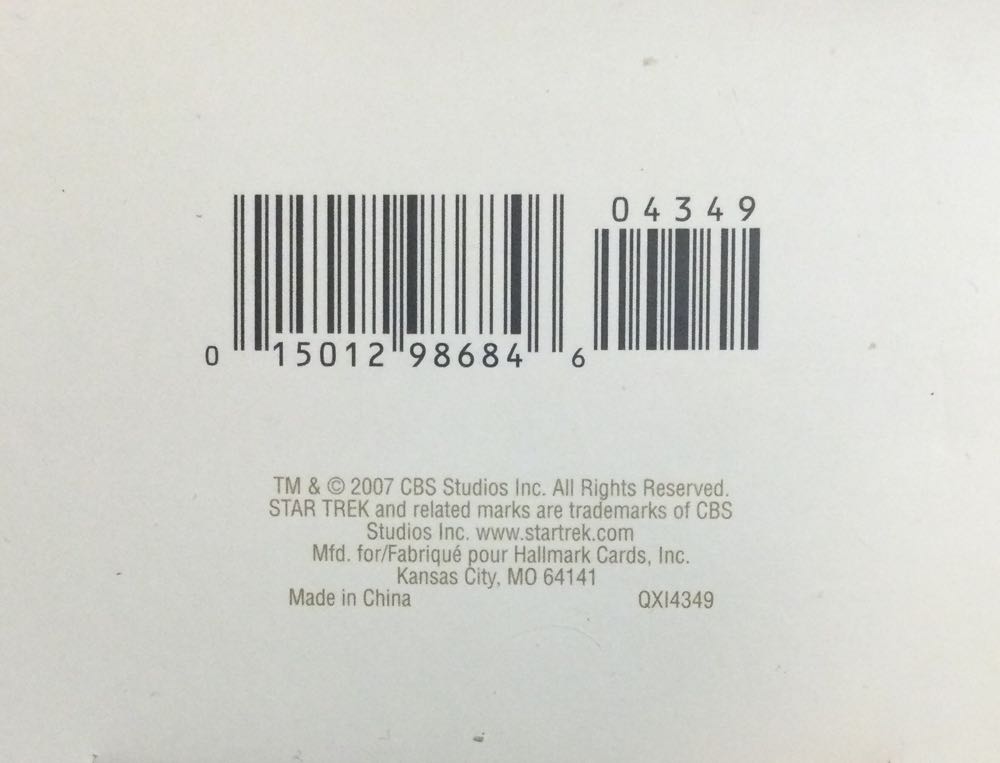 04349
0 15012 98684 6
TM & © 2007 CBS Studios Inc. All Rights Reserved.
STAR TREK and related marks are trademarks of CBS
Studios Inc. www.startrek.com
Mfd. for/Fabriqué pour Hallmark Cards, Inc.
Kansas City, MO 64141
Made in China QXI4349